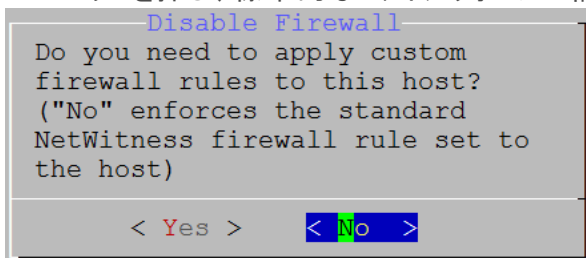 Disable Firewall
Do you need to apply custom
firewall rules to this host?
("No" enforces the standard
NetWitness firewall rule set to
the host)
< Yes > < No >